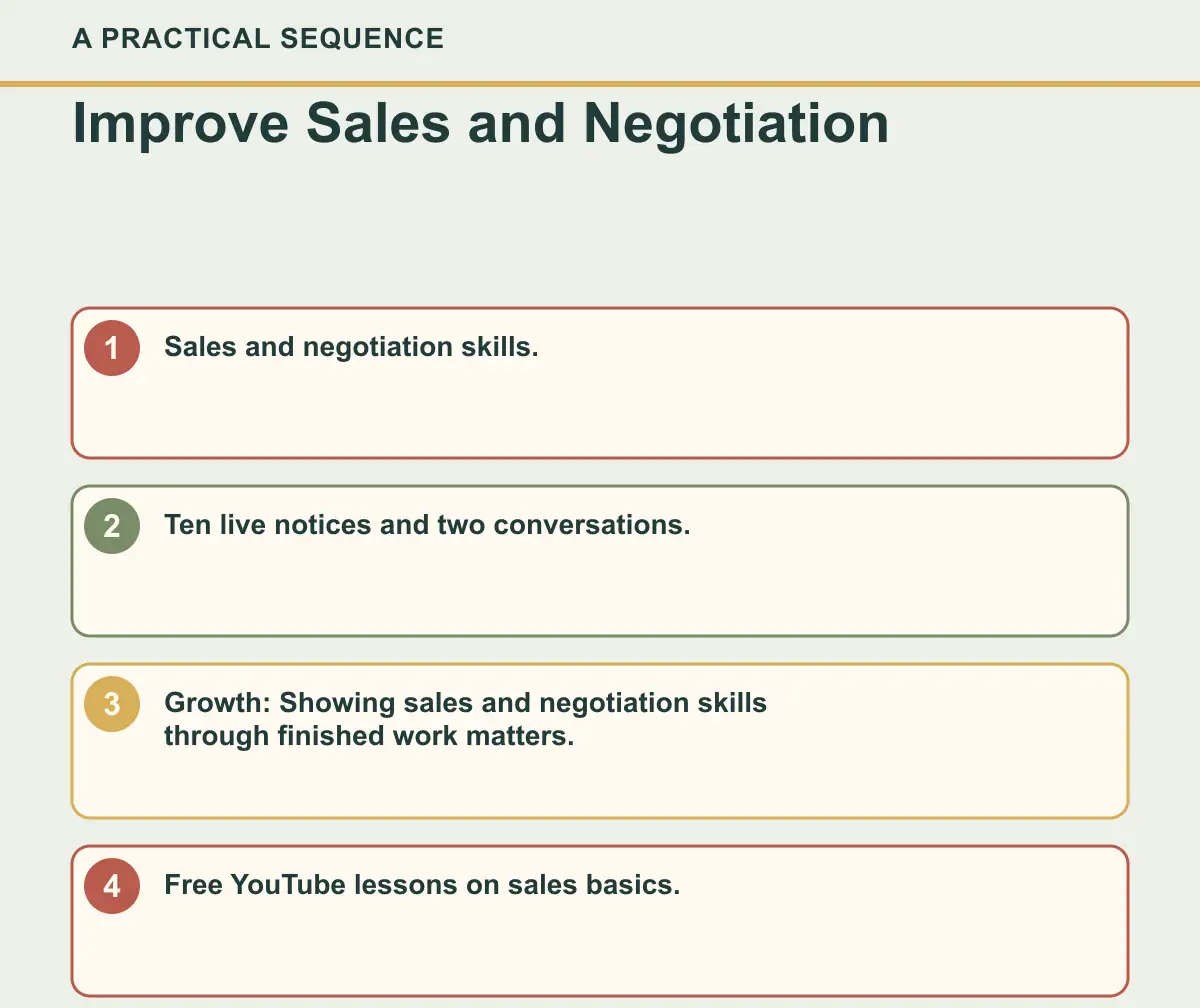 A PRACTICAL SEQUENCE
Improve Sales and Negotiation
1
Sales and negotiation skills.
2
Ten live notices and two conversations.
3
Growth: Showing sales and negotiation skills
through finished work matters.
4
Free YouTube lessons on sales basics.